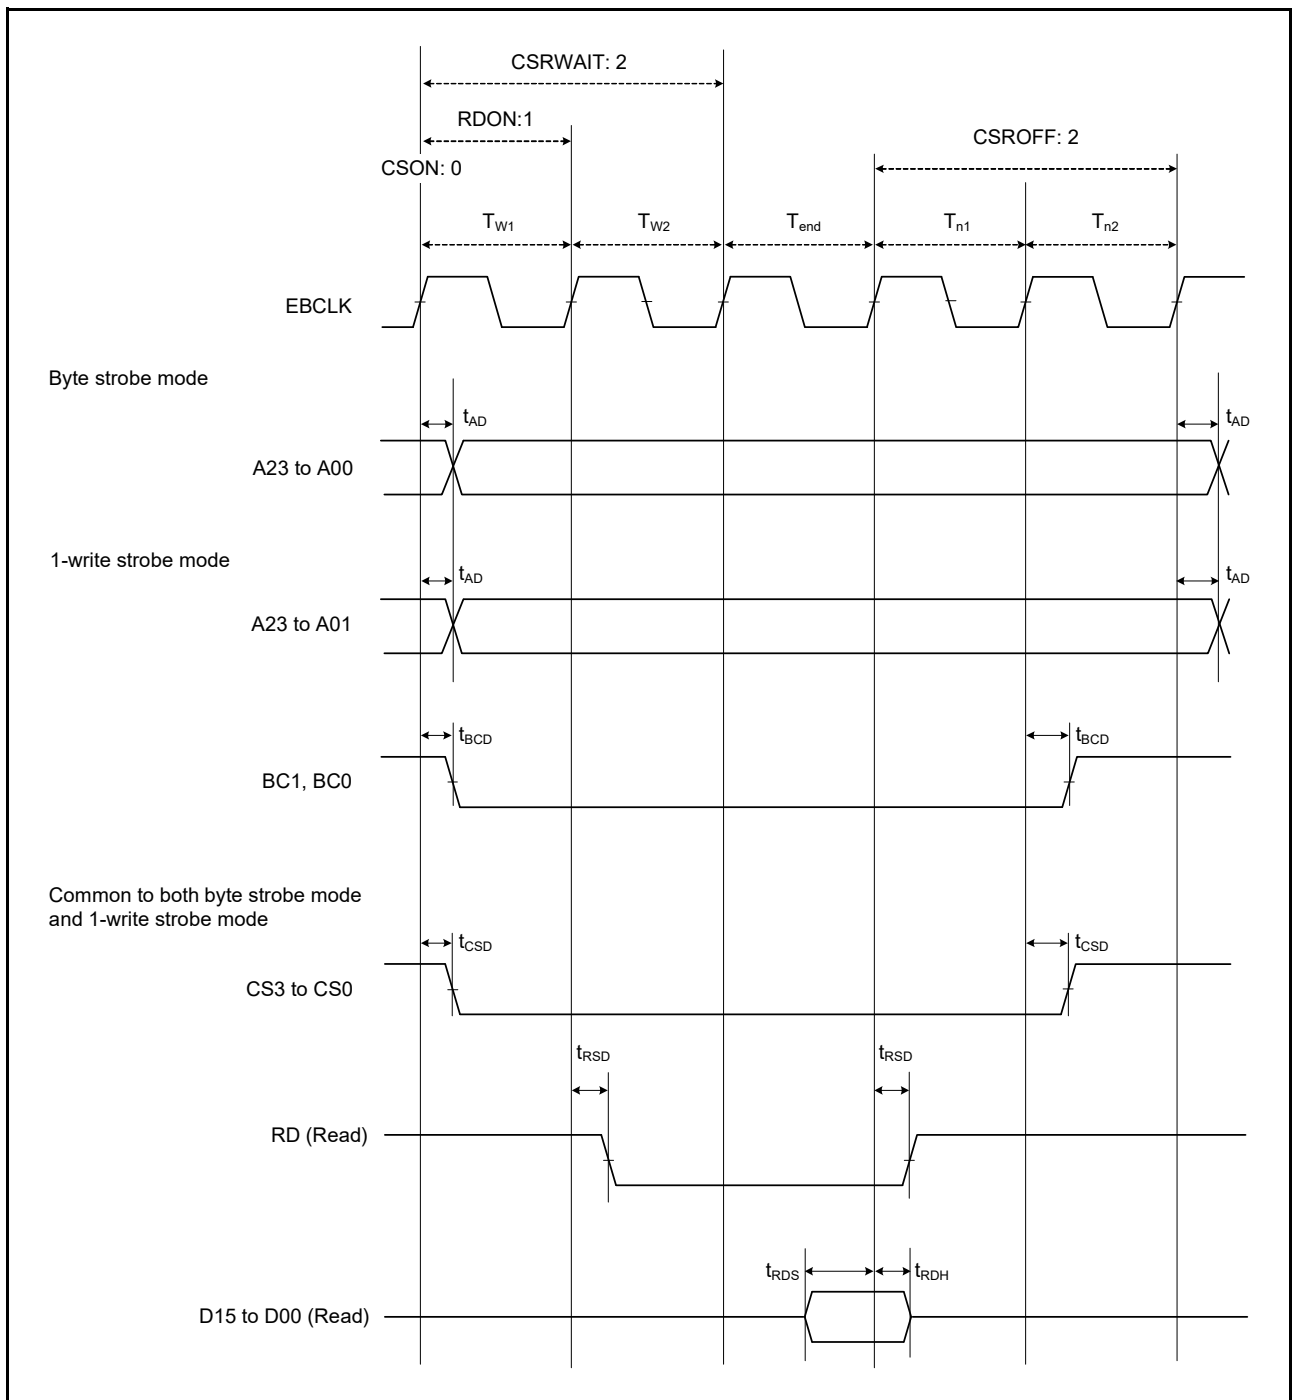 CSRWAIT: 2
RDON:1
CSROFF: 2
CSON: 0
TW1
TW2
Tend
Tn1
Tn2
EBCLK
Byte strobe mode
tAD
tAD
A23 to A00
1-write strobe mode
tAD
tAD
A23 to A01
tBCD
tBCD
BC1, BC0
Common to both byte strobe mode
and 1-write strobe mode
tCSD
tCSD
CS3 to CS0
tRSD
tRSD
RD (Read)
tRDS
tRDH
D15 to D00 (Read)